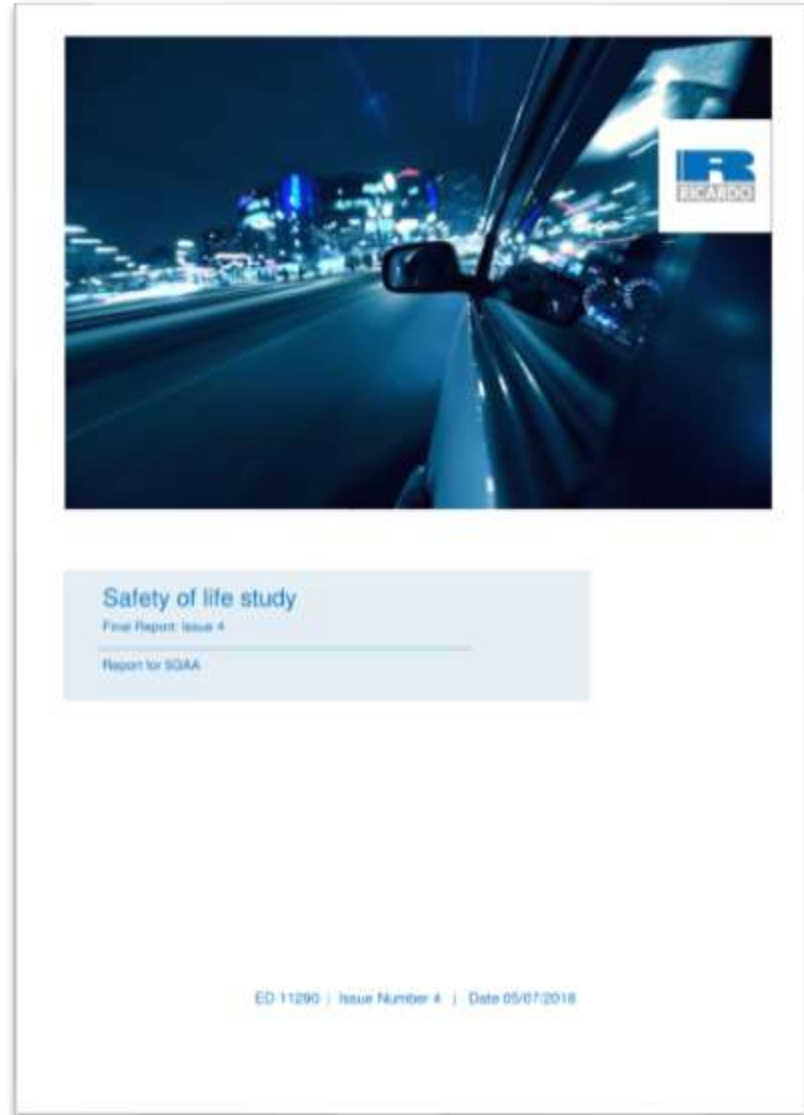 RICARDO
Safety of life study
Final Report: Issue 4
Report for 5GAA
ED 11290 | Issue Number 4 | Date 05/07/2018